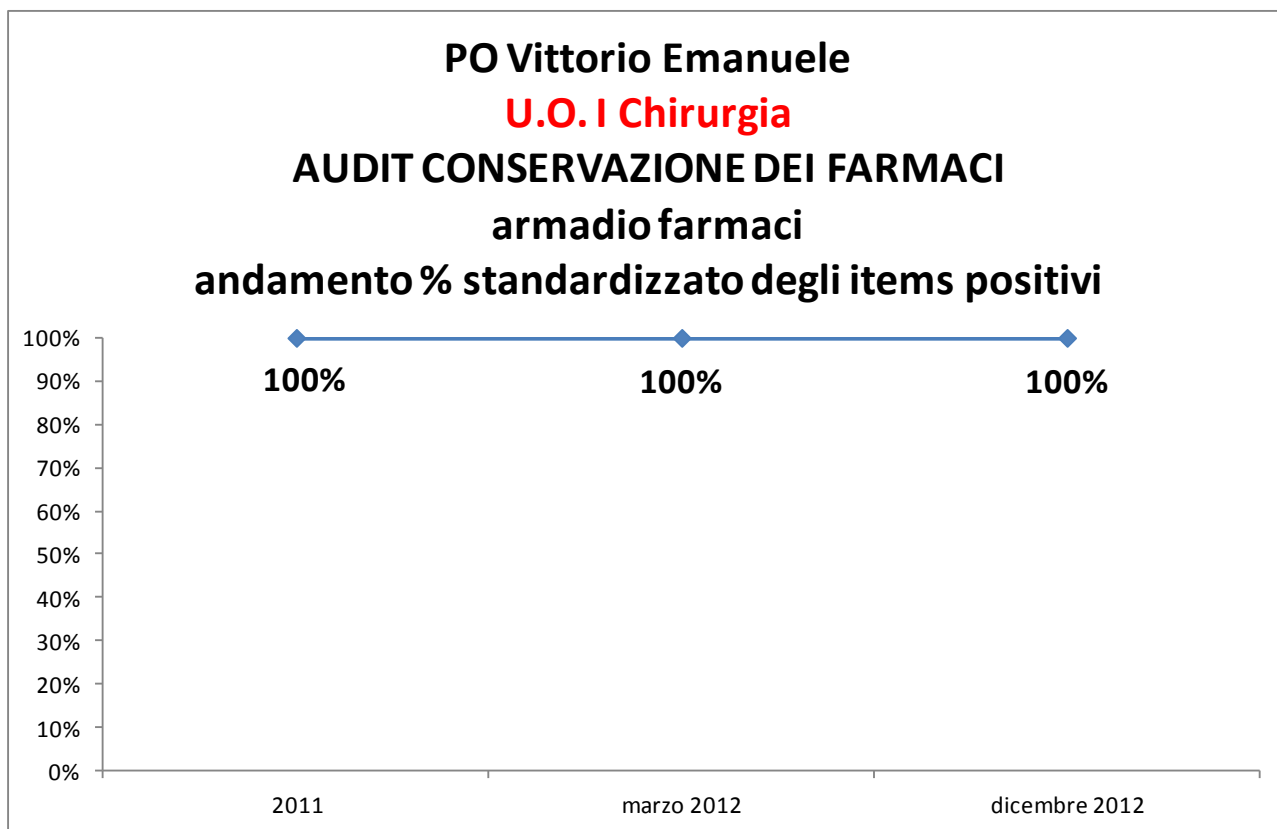 PO Vittorio Emanuele
U.O. I Chirurgia
AUDIT CONSERVAZIONE DEI FARMACI
armadio farmaci
andamento % standardizzato degli items positivi
100%
90%
80%
70%
60%
50%
40%
30%
20%
10%
0%
100%
100%
100%
2011
marzo 2012
dicembre 2012